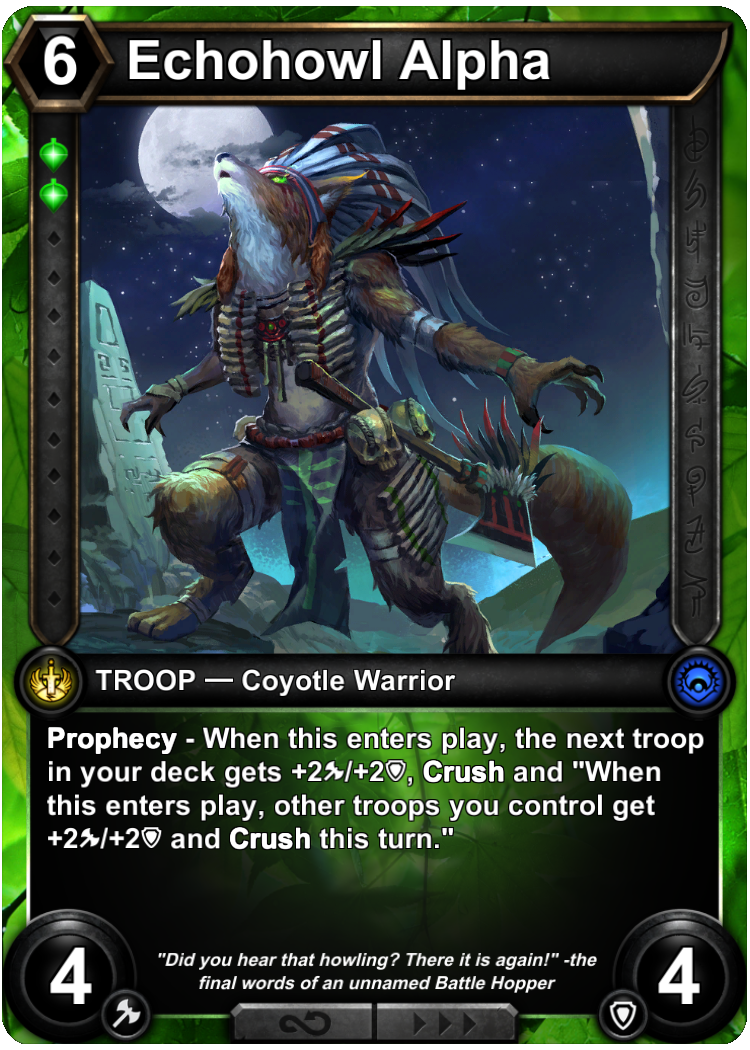 6 Echohowl Alpha
TROOP — Coyotle Warrior
Prophecy - When this enters play, the next troop
in your deck gets +2/+2, Crush and "When
this enters play, other troops you control get
+2/+2 and Crush this turn."
"Did you hear that howling? There it is again!" -the
final words of an unnamed Battle Hopper
4 4